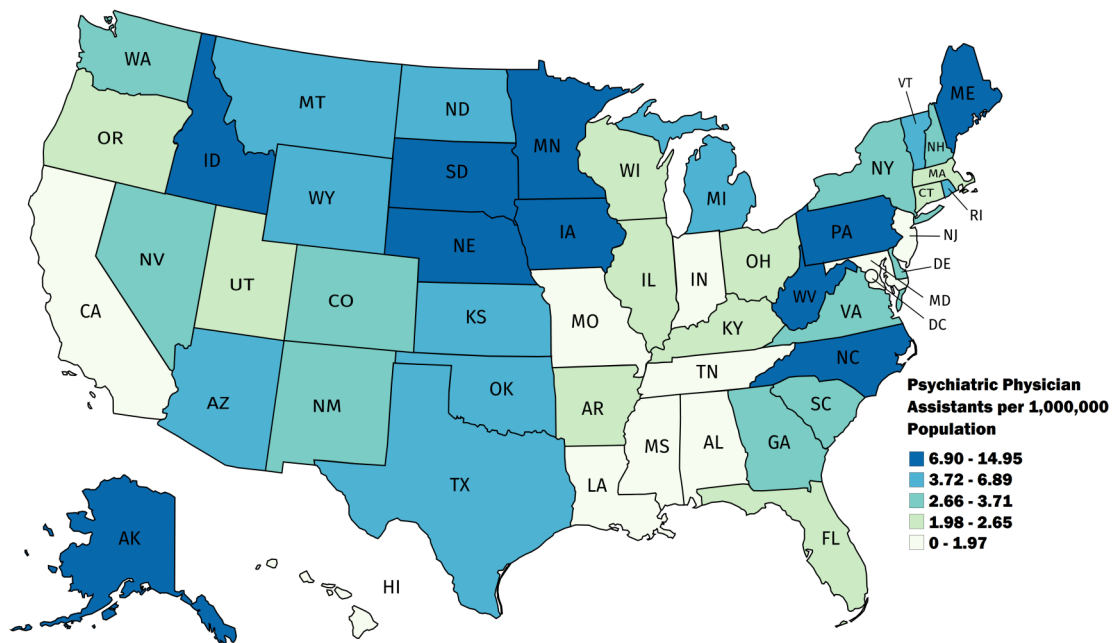 WA
MT
ND
MN
ME
VT
NH
OR
ID
SD
WI
NY
MA
CT
WY
MI
RI
NE
IA
PA
NJ
NV
UT
CO
IL
IN
OH
DE
CA
KS
MO
WV
VA
MD
KY
DC
AZ
NM
OK
AR
TN
NC
SC
MS
AL
GA
TX
LA
FL
AK
HI
Psychiatric Physician
Assistants per 1,000,000
Population
6.90 - 14.95
3.72 - 6.89
2.66 - 3.71
1.98 - 2.65
0 - 1.97